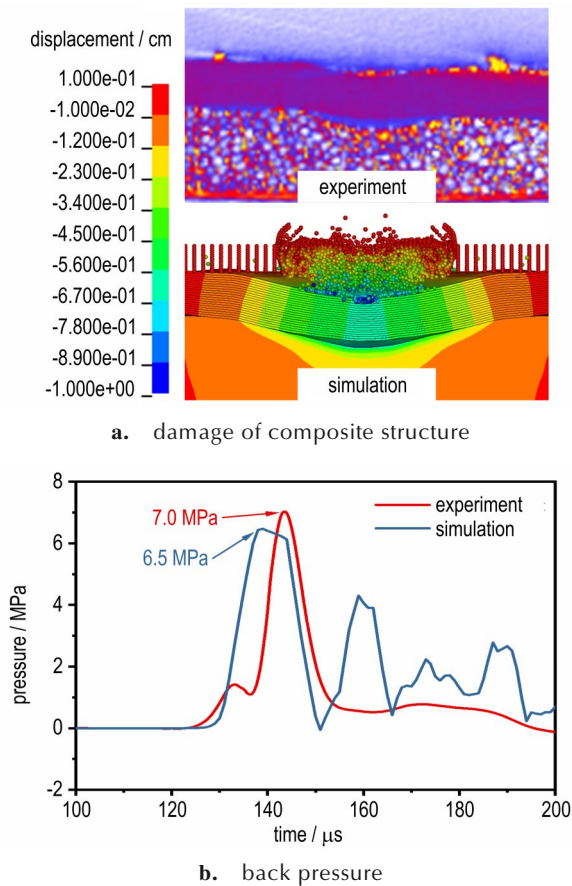 displacement / cm
1.000e-01
-1.000e-02
-1.200e-01
-2.300e-01
-3.400e-01
-4.500e-01
-5.600e-01
-6.700e-01
-7.800e-01
-8.900e-01
-1.000e+00
experiment
simulation
a. damage of composite structure
8
6
4
2
0
-2
pressure / MPa
7.0 MPa
6.5 MPa
experiment
simulation
100
120
140
160
180
200
time / μs
b. back pressure